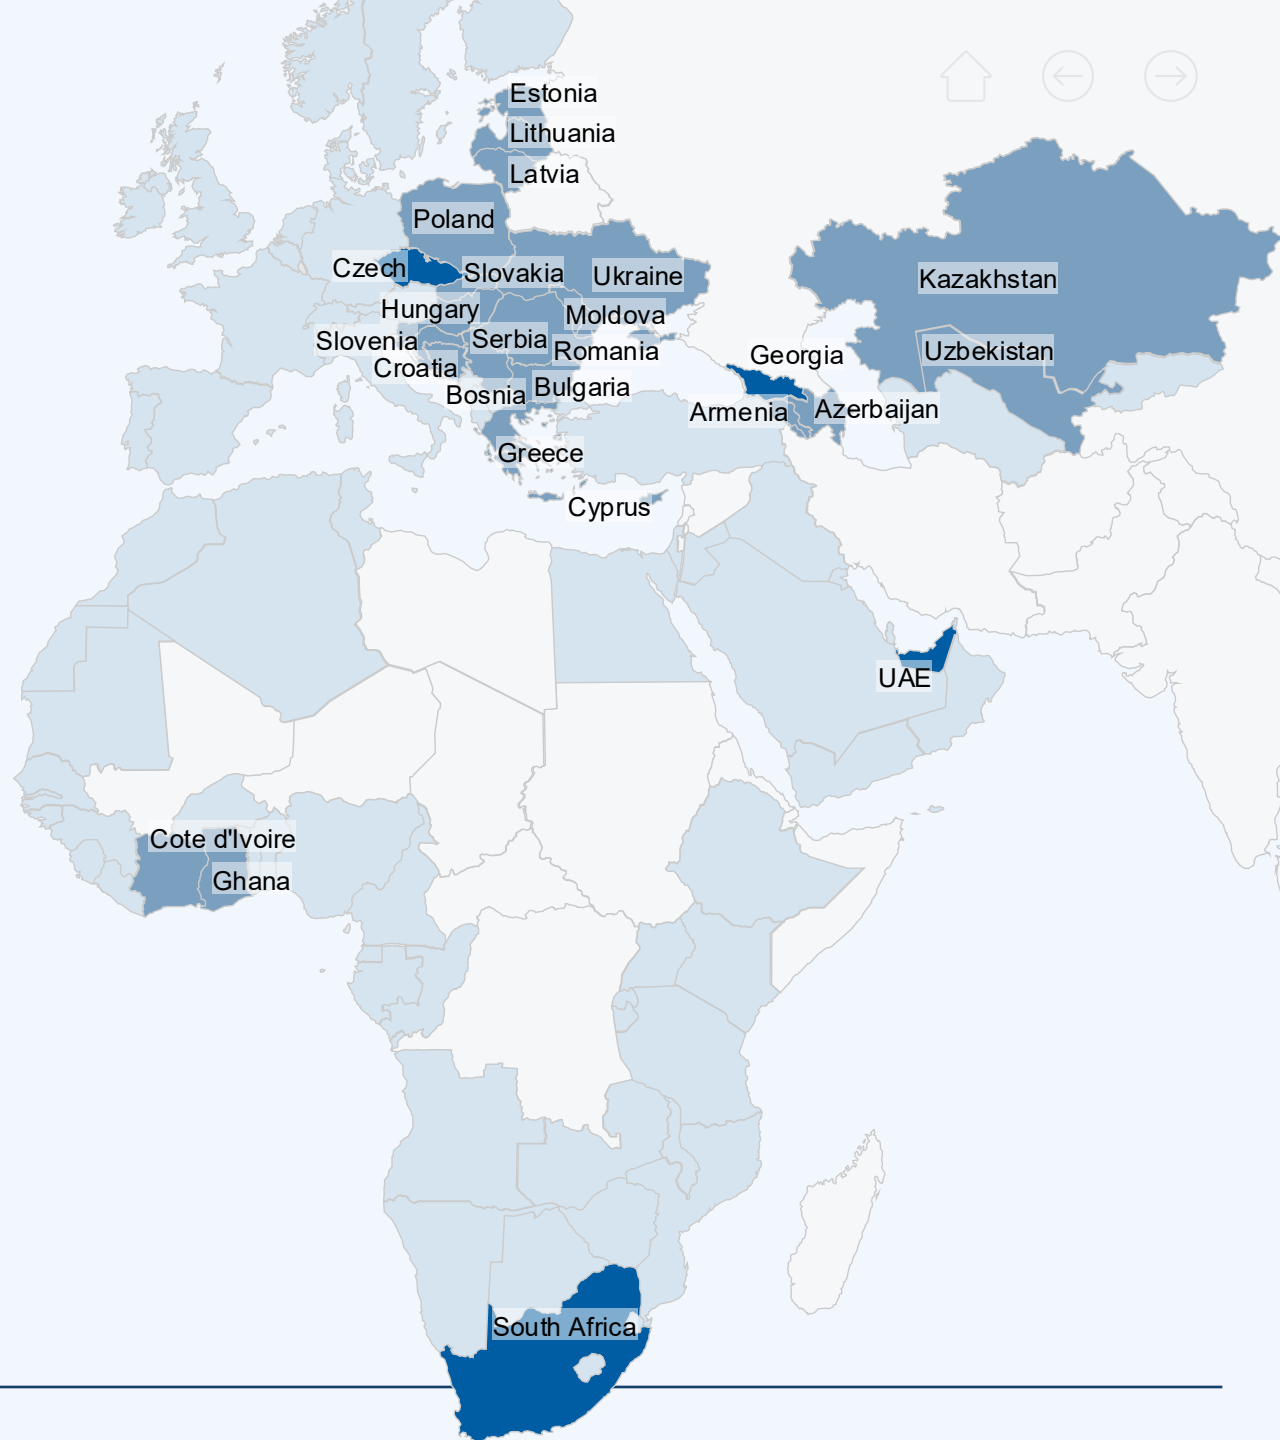 Estonia
Lithuania
Latvia
Poland
Czech
Slovakia
Ukraine
Kazakhstan
Hungary
Moldova
Slovenia
Serbia
Romania
Georgia
Uzbekistan
Croatia
Bosnia
Bulgaria
Armenia
Azerbaijan
Greece
Cyprus
UAE
Cote d'Ivoire
Ghana
South Africa